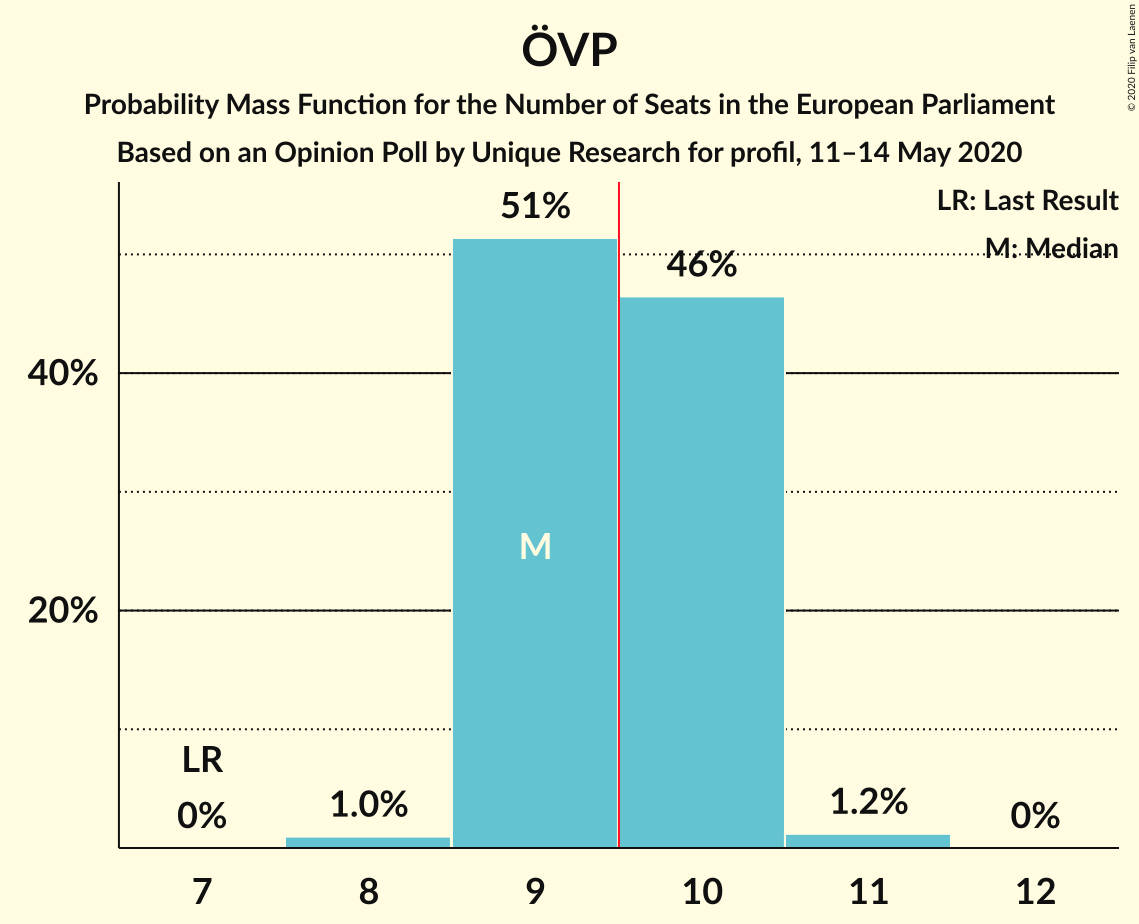 ÖVP
Probability Mass Function for the Number of Seats in the European Parliament
Based on an Opinion Poll by Unique Research for profil, 11–14 May 2020
© 2020 Filip van Laenen
LR: Last Result
M: Median
51%
46%
40%
M
20%
LR
0%
1.0%
1.2%
0%
7 8 9 10 11 12